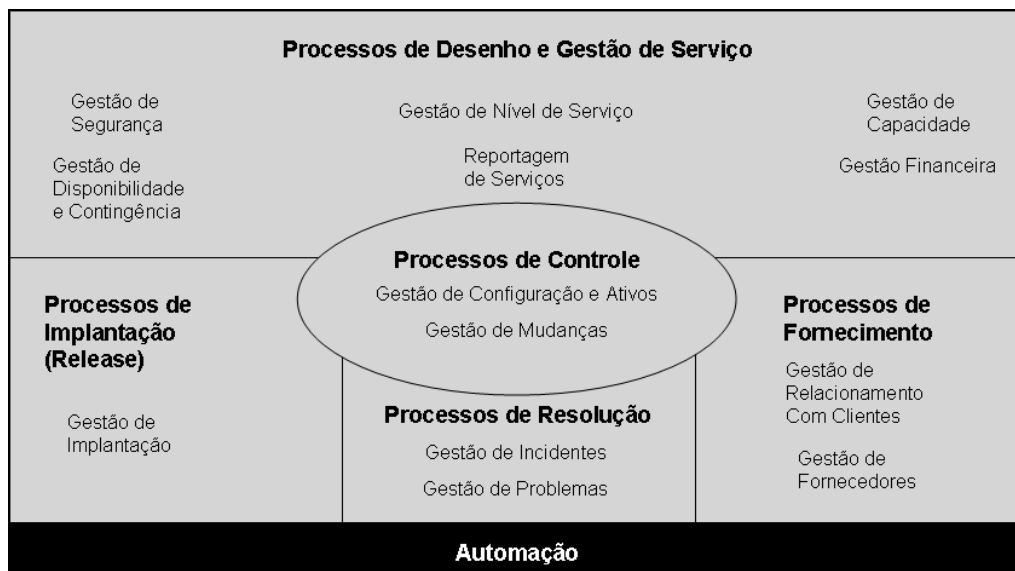 Processos de Desenho e Gestão de Serviço
Gestão de
Segurança
Gestão de
Disponibilidade
e Contingência
Gestão de Nível de Serviço
Reportagem
de Serviços
Gestão de
Capacidade
Gestão Financeira
Processos de Controle
Gestão de Configuração e Ativos
Gestão de Mudanças
Processos de
Implantação
(Release)
Gestão de
Implantação
Processos de Resolução
Gestão de Incidentes
Gestão de Problemas
Processos de
Fornecimento
Gestão de
Relacionamento
Com Clientes
Gestão de
Fornecedores
Automação